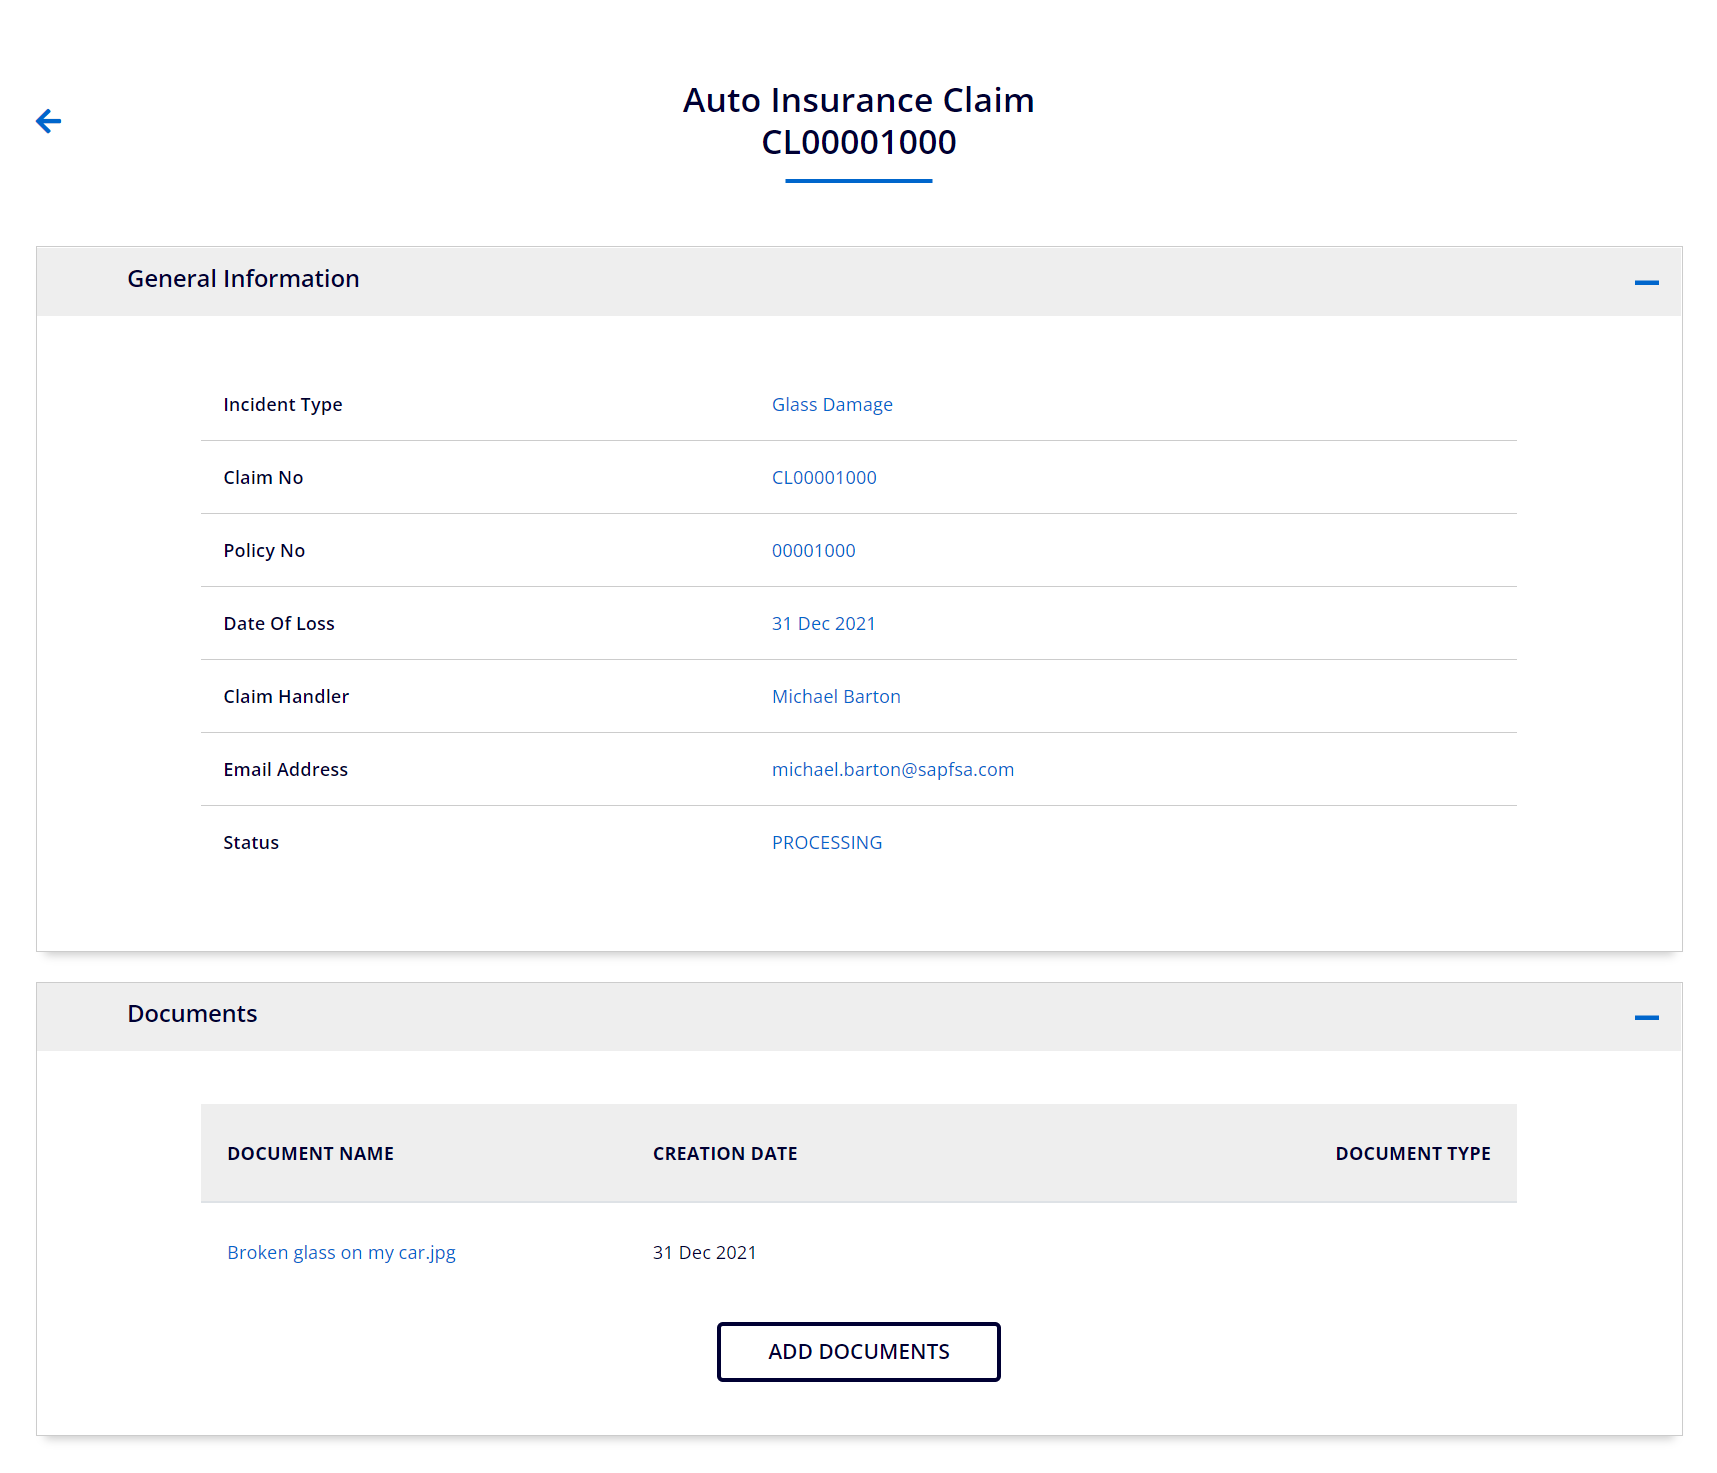 Auto Insurance Claim
CL00001000
General Information
Incident Type Glass Damage
Claim No CL00001000
Policy No 00001000
Date Of Loss 31 Dec 2021
Claim Handler Michael Barton
Email Address michael.barton@sapfsa.com
Status PROCESSING
Documents
DOCUMENT NAME CREATION DATE DOCUMENT TYPE
Broken glass on my car.jpg 31 Dec 2021
ADD DOCUMENTS